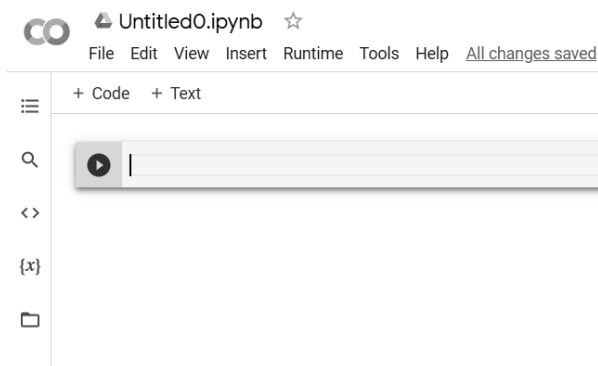 CO
Untitled0.ipynb
File Edit View Insert Runtime Tools Help All changes saved
+ Code + Text
<>
{x}